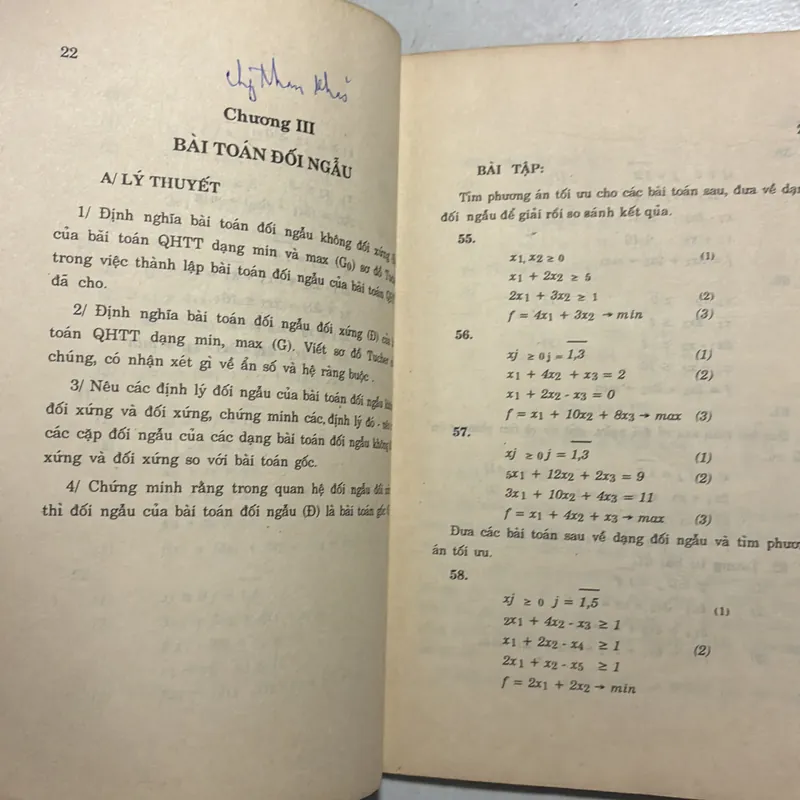 22
Chương III
BÀI TOÁN ĐỐI NGẪU
A/ LÝ THUYẾT
1/ Định nghĩa bài toán đối ngẫu không đối xứng
của bài toán QHTT dạng min và max (G₀) sơ đồ
trong việc thành lập bài toán đối ngẫu của bài toán
đã cho.
2/ Định nghĩa bài toán đối ngẫu đối xứng (Đ) của
toán QHTT dạng min, max (G). Viết sơ đồ Tucher
chúng, có nhận xét gì về ẩn số và hệ ràng buộc.
3/ Nêu các định lý đối ngẫu của bài toán đối ngẫu
đối xứng và đối xứng, chứng minh các định lý đó -
các cặp đối ngẫu của các dạng bài toán đối ngẫu không
xứng và đối xứng so với bài toán gốc.
4/ Chứng minh rằng trong quan hệ đối ngẫu đối
thì đối ngẫu của bài toán đối ngẫu (Đ) là bài toán gốc
BÀI TẬP:
Tìm phương án tối ưu cho các bài toán sau, đưa về
đối ngẫu để giải rồi so sánh kết qủa.
55.
x₁, x₂ ≥ 0 (1)
x₁ + 2x₂ ≥ 5
2x₁ + 3x₂ ≥ 1 (2)
f = 4x₁ + 3x₂ → min (3)
56.
xj ≥ 0 j = 1,3 (1)
x₁ + 4x₂ + x₃ = 2 (2)
x₁ + 2x₂ - x₃ = 0
f = x₁ + 10x₂ + 8x₃ → max (3)
57.
xj ≥ 0 j = 1,3 (1)
5x₁ + 12x₂ + 2x₃ = 9 (2)
3x₁ + 10x₂ + 4x₃ = 11
f = x₁ + 4x₂ + x₃ → max (3)
Đưa các bài toán sau về dạng đối ngẫu và tìm
án tối ưu.
58.
xj ≥ 0 j = 1,5 (1)
2x₁ + 4x₂ - x₃ ≥ 1
x₁ + 2x₂ - x₄ ≥ 1 (2)
2x₁ + x₂ - x₅ ≥ 1
f = 2x₁ + 2x₂ → min